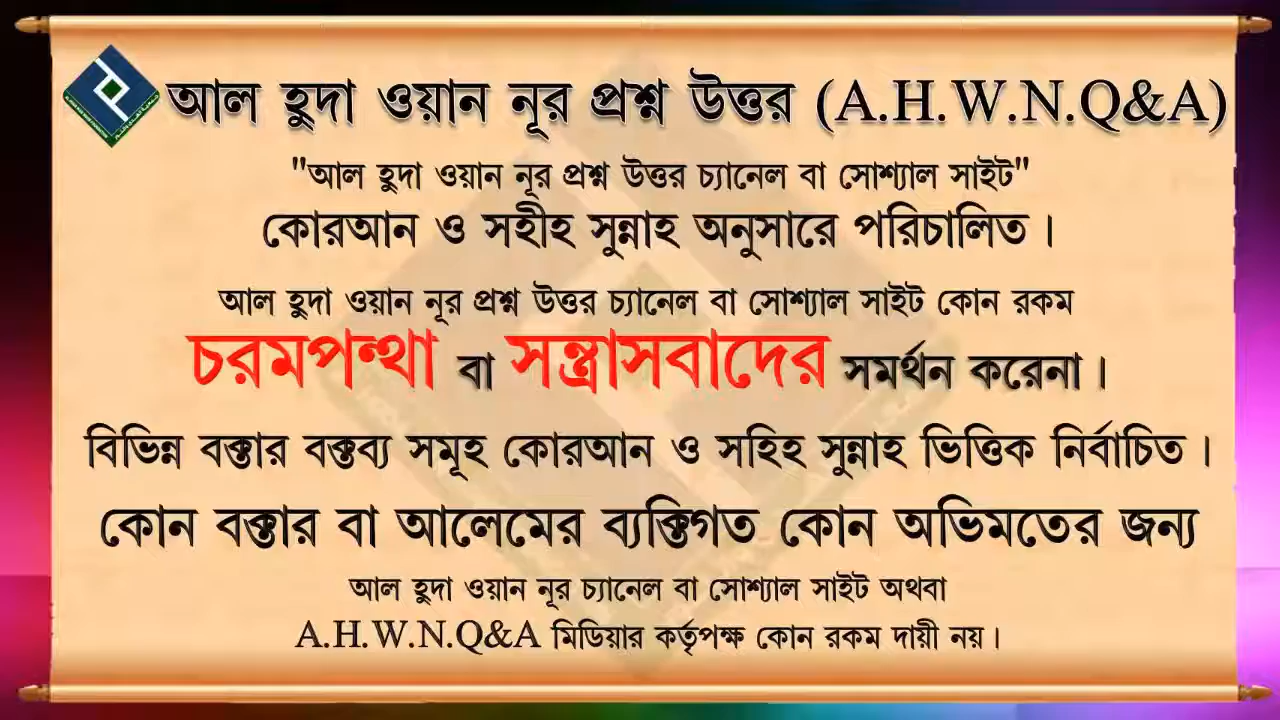 আল হুদা ওয়ান নূর প্রশ্ন উত্তর (A.H.W.N.Q&A)
"আল হুদা ওয়ান নূর প্রশ্ন উত্তর চ্যানেল বা সোশ্যাল সাইট"
কোরআন ও সহীহ সুন্নাহ অনুসারে পরিচালিত।
আল হুদা ওয়ান নূর প্রশ্ন উত্তর চ্যানেল বা সোশ্যাল সাইট কোন রকম
চরমপন্থা বা সন্ত্রাসবাদের সমর্থন করেনা।
বিভিন্ন বক্তার বক্তব্য সমূহ কোরআন ও সহিহ সুন্নাহ ভিত্তিক নির্বাচিত।
কোন বক্তার বা আলেমের ব্যক্তিগত কোন অভিমতের জন্য
আল হুদা ওয়ান নূর চ্যানেল বা সোশ্যাল সাইট অথবা
A.H.W.N.Q&A মিডিয়ার কর্তৃপক্ষ কোন রকম দায়ী নয়।